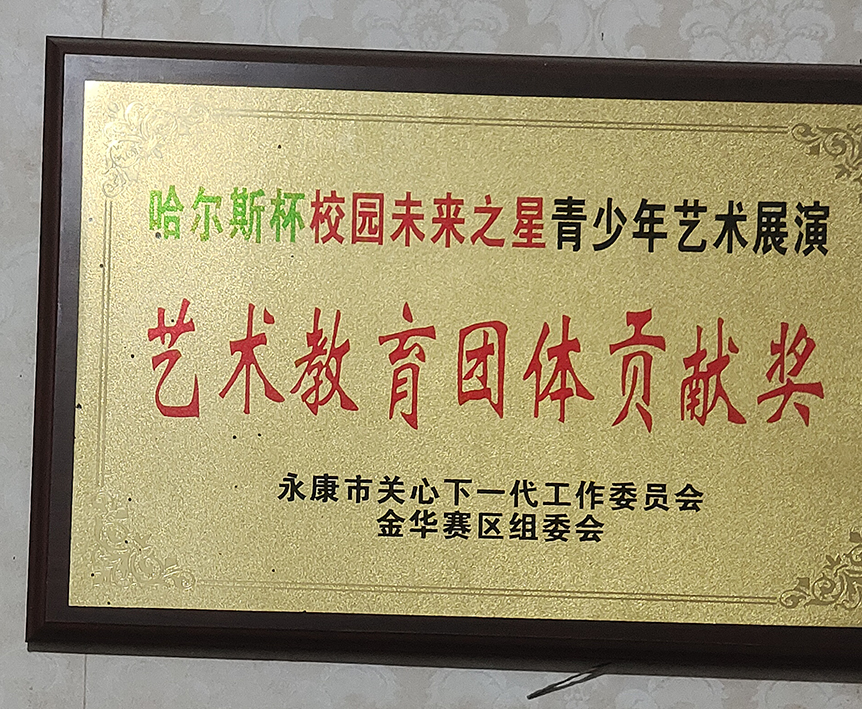 哈尔斯杯校园未来之星青少年艺术展演
艺术教育团体贡献奖
永康市关心下一代工作委员会
金华赛区组委会